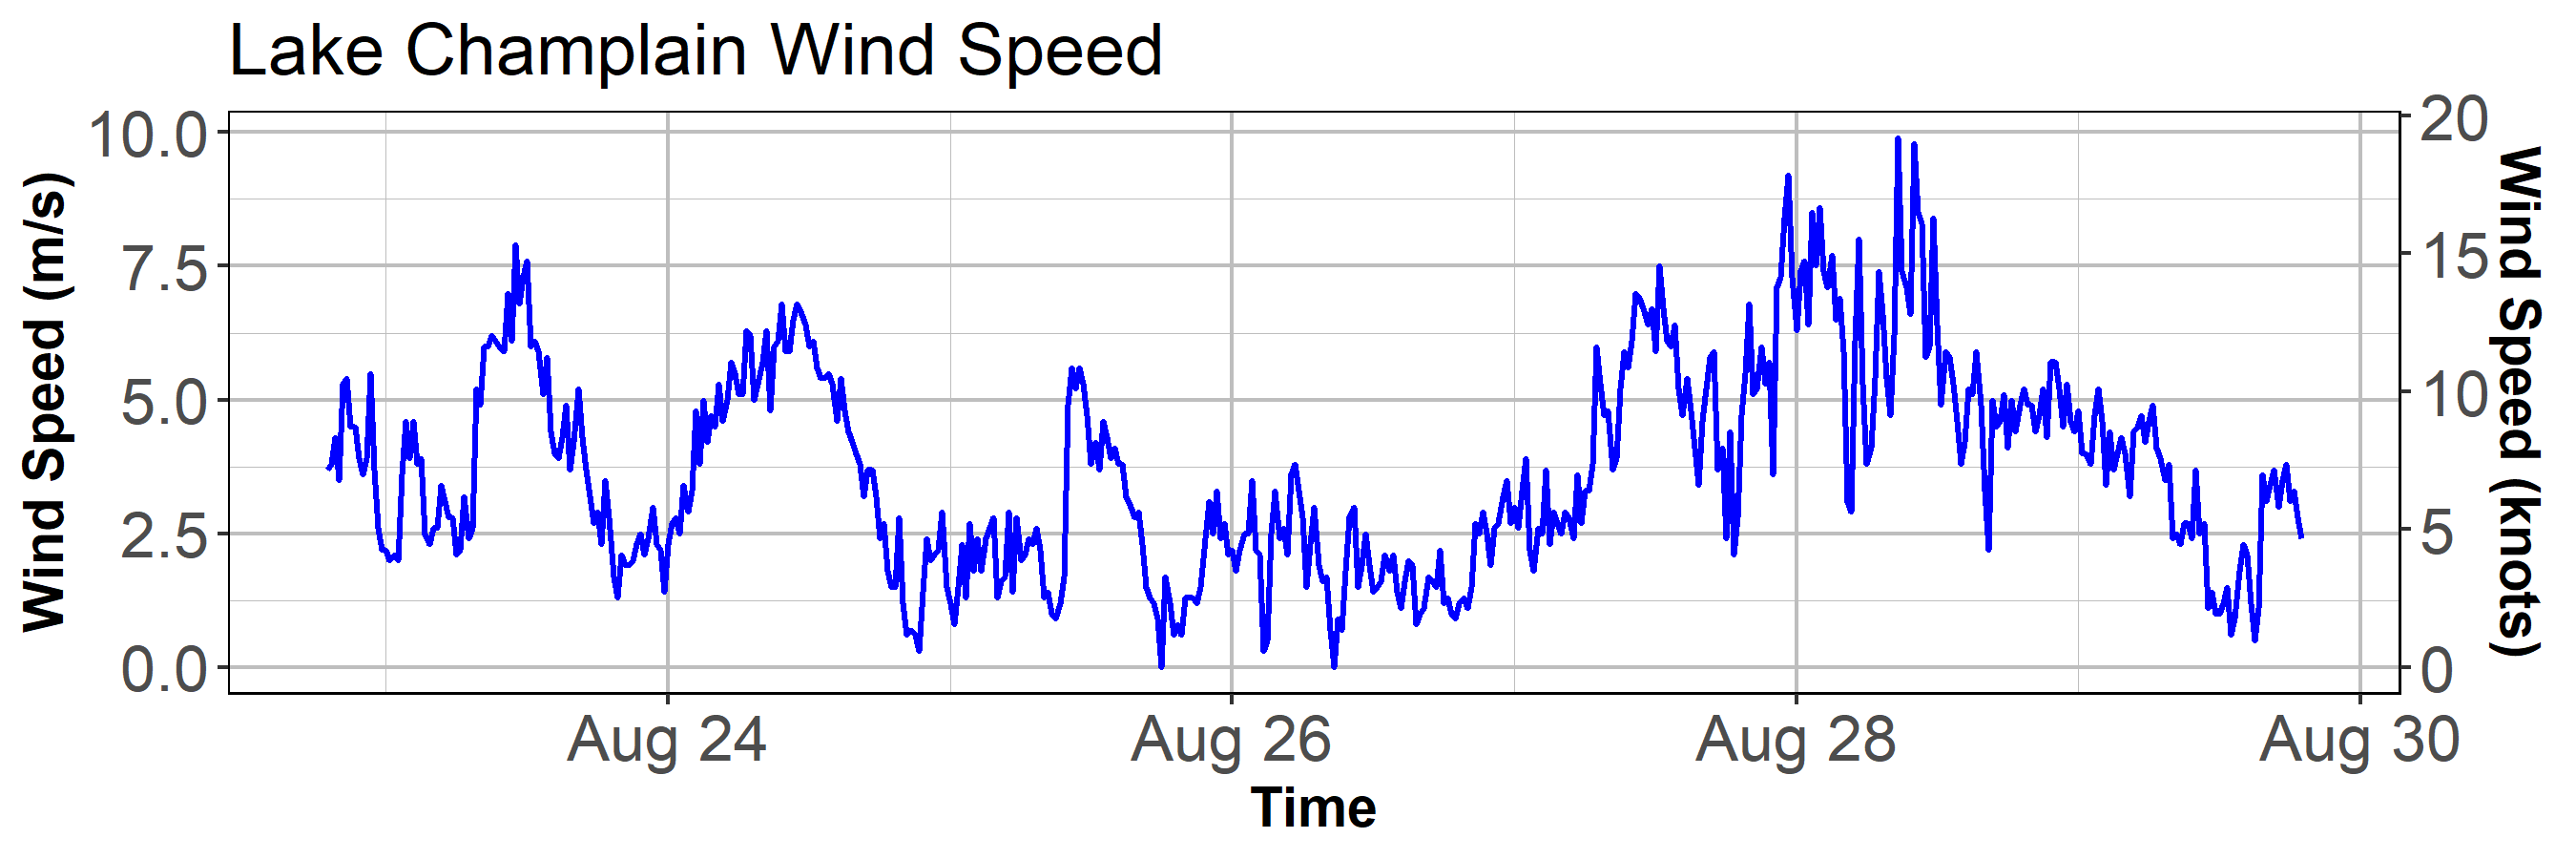 Lake Champlain Wind Speed
10.0
7.5
5.0
2.5
0.0
Wind Speed (m/s)
20
15
10
5
0
Wind Speed (knots)
Aug 24
Aug 26
Aug 28
Aug 30
Time